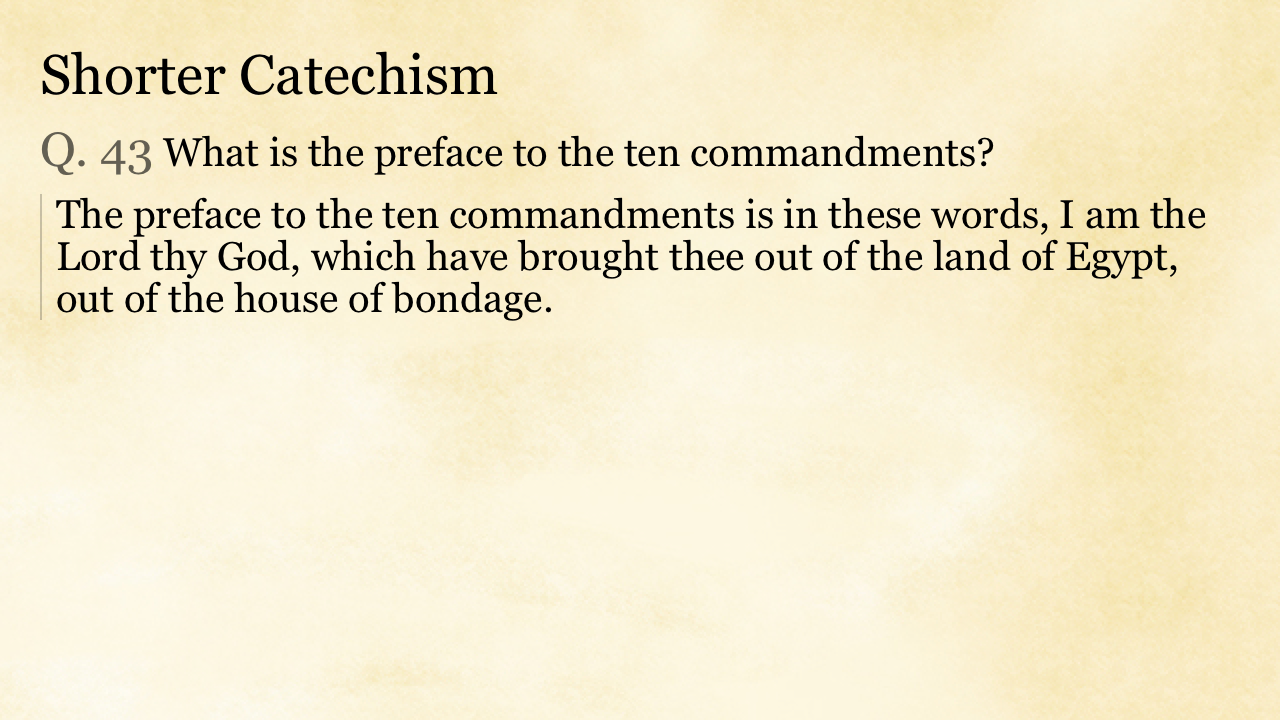 Shorter Catechism
Q. 43 What is the preface to the ten commandments?
The preface to the ten commandments is in these words, I am the
Lord thy God, which have brought thee out of the land of Egypt,
out of the house of bondage.